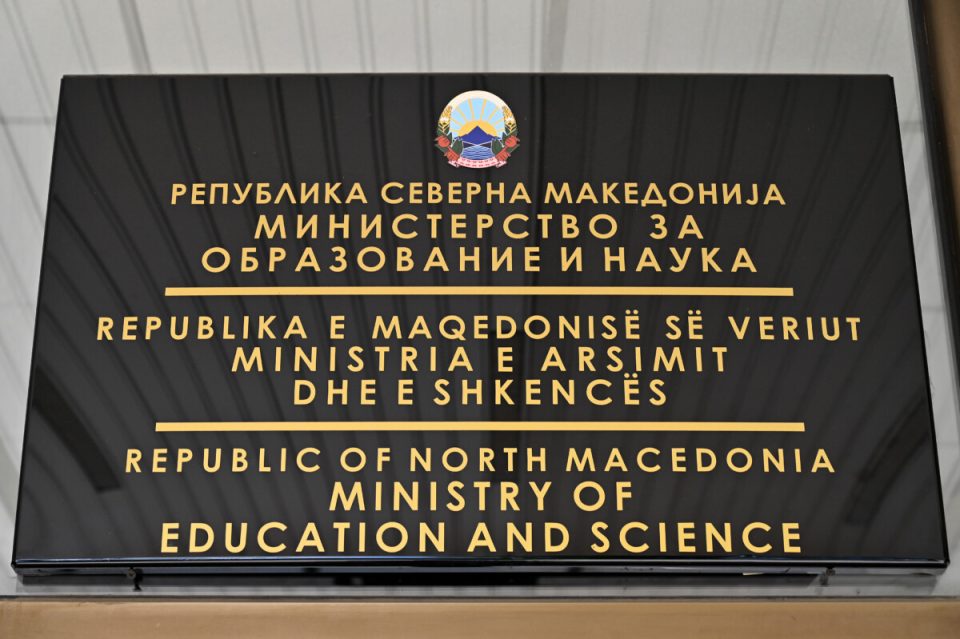 РЕПУБЛИКА СЕВЕРНА МАКЕДОНИЈА
МИНИСТЕРСТВО ЗА
ОБРАЗОВАНИЕ И НАУКА
REPUBLIKA E MAQEDONISË SË VERIUT
MINISTRIA E ARSIMIT
DHE E SHKENCËS
REPUBLIC OF NORTH MACEDONIA
MINISTRY OF
EDUCATION AND SCIENCE